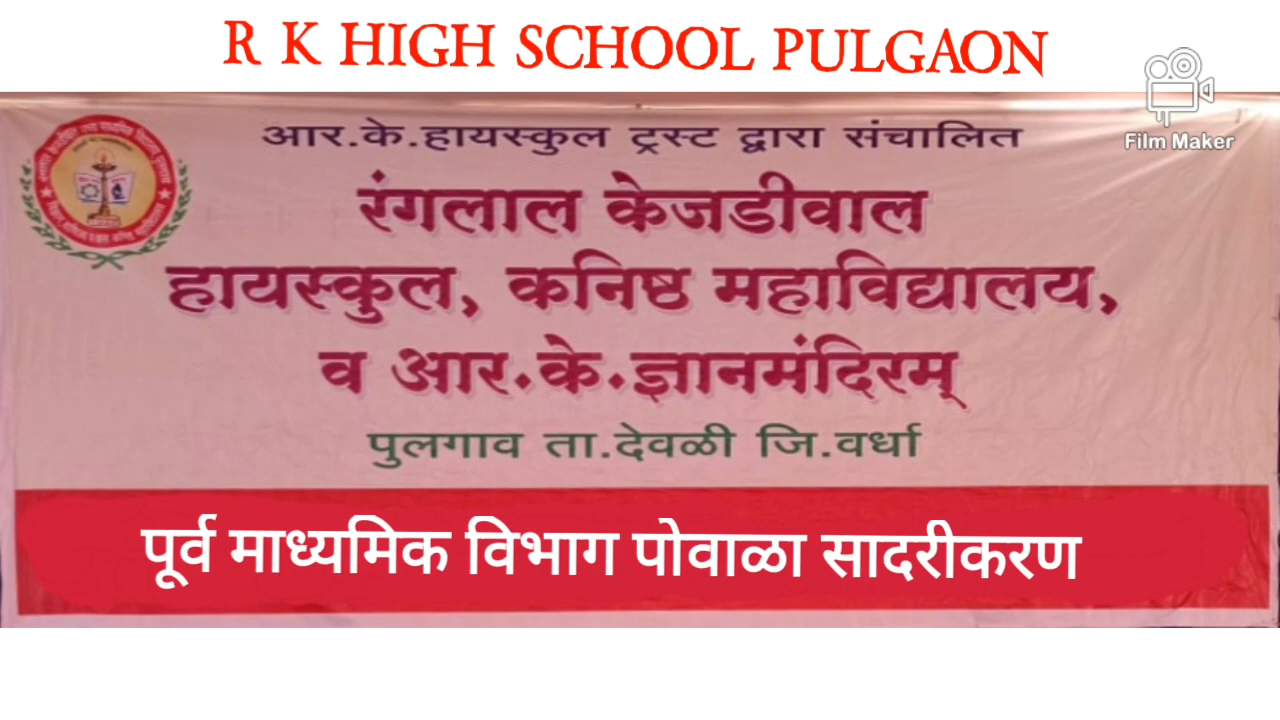 R K HIGH SCHOOL PULGAON
Film Maker
आर.के.हायस्कुल ट्रस्ट द्वारा संचालित
रंगलाल केजडीवाल
हायस्कुल, कनिष्ठ महाविद्यालय,
व आर.के.ज्ञानमंदिरम्
पुलगाव ता.देवळी जि.वर्धा
पूर्व माध्यमिक विभाग पोवाळा सादरीकरण